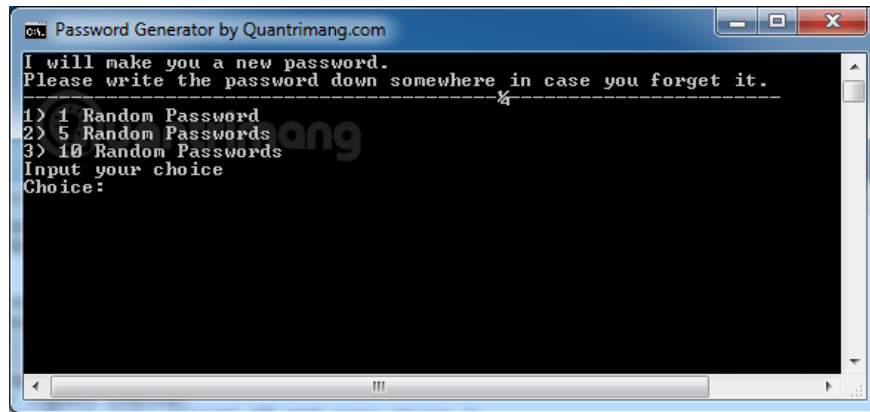 Password Generator by Quantrimang.com
I will make you a new password.
Please write the password down somewhere in case you forget it.
-----------------------------------------¼-----------------------
1) 1 Random Password
2) 5 Random Passwords
3) 10 Random Passwords
Input your choice
Choice:
uantrimang